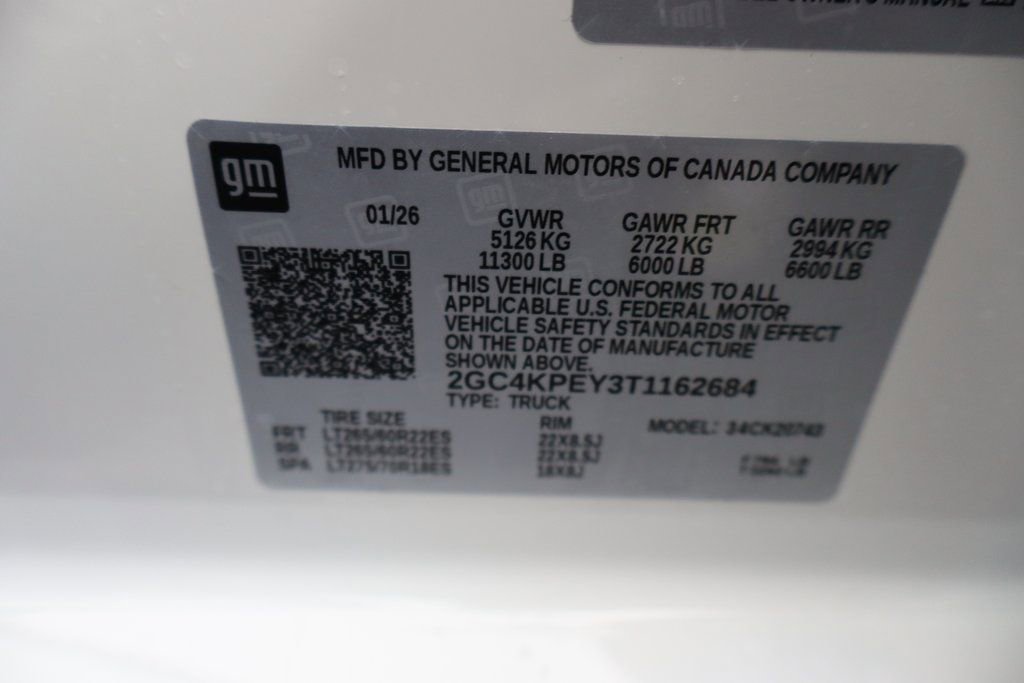 OWNER'S MANUAL
gm
MFD BY GENERAL MOTORS OF CANADA COMPANY
01/26 GVWR GAWR FRT GAWR RR
5126 KG 2722 KG 2994 KG
11300 LB 6000 LB 6600 LB
THIS VEHICLE CONFORMS TO ALL
APPLICABLE U.S. FEDERAL MOTOR
VEHICLE SAFETY STANDARDS IN EFFECT
ON THE DATE OF MANUFACTURE
SHOWN ABOVE.
2GC4KPEY3T1162684
TYPE: TRUCK
TIRE SIZE RIM MODEL:
FRT LT265/60R22ES 22X8.5J
RR LT265/60R22ES 22X8.5J
SPA LT275/70R18ES 18X8J